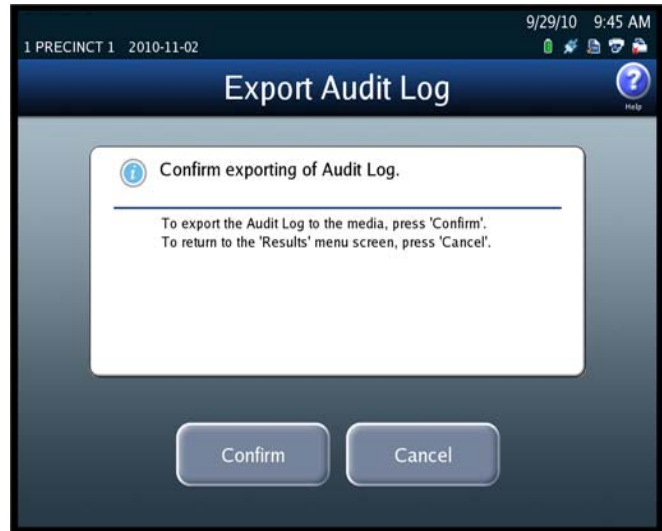 9/29/10 9:45 AM
1 PRECINCT 1 2010-11-02
Export Audit Log
Help
i
Confirm exporting of Audit Log.
To export the Audit Log to the media, press 'Confirm'.
To return to the 'Results' menu screen, press 'Cancel'.
Confirm
Cancel